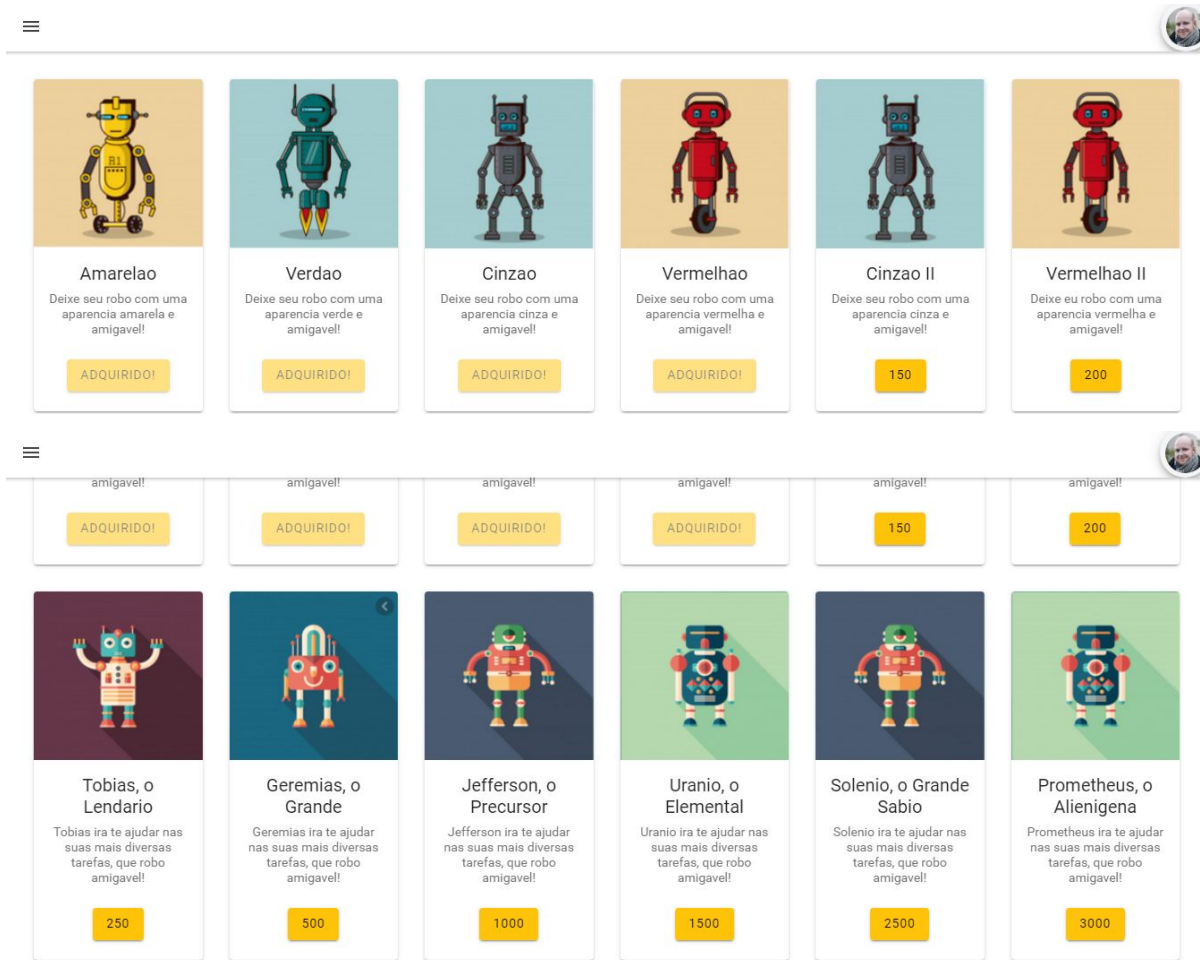 B1
Amarelao
Deixe seu robo com uma
aparencia amarela e
amigavel!
ADQUIRIDO!
Verdao
Deixe seu robo com uma
aparencia verde e
amigavel!
ADQUIRIDO!
Cinzao
Deixe seu robo com uma
aparencia cinza e
amigavel!
ADQUIRIDO!
Vermelhao
Deixe seu robo com uma
aparencia vermelha e
amigavel!
ADQUIRIDO!
Cinzao II
Deixe seu robo com uma
aparencia cinza e
amigavel!
150
Vermelhao II
Deixe eu robo com uma
aparencia vermelha e
amigavel!
200
amigavel!
ADQUIRIDO!
amigavel!
ADQUIRIDO!
amigavel!
ADQUIRIDO!
amigavel!
ADQUIRIDO!
amigavel!
150
amigavel!
200
Tobias, o
Lendario
Tobias ira te ajudar nas
suas mais diversas
tarefas, que robo
amigavel!
250
Geremias, o
Grande
Geremias ira te ajudar
nas suas mais diversas
tarefas, que robo
amigavel!
500
Jefferson, o
Precursor
Jefferson ira te ajudar
nas suas mais diversas
tarefas, que robo
amigavel!
1000
Uranio, o
Elemental
Uranio ira te ajudar nas
suas mais diversas
tarefas, que robo
amigavel!
1500
Solenio, o Grande
Sabio
Solenio ira te ajudar nas
suas mais diversas
tarefas, que robo
amigavel!
2500
Prometheus, o
Alienigena
Prometheus ira te ajudar
nas suas mais diversas
tarefas, que robo
amigavel!
3000